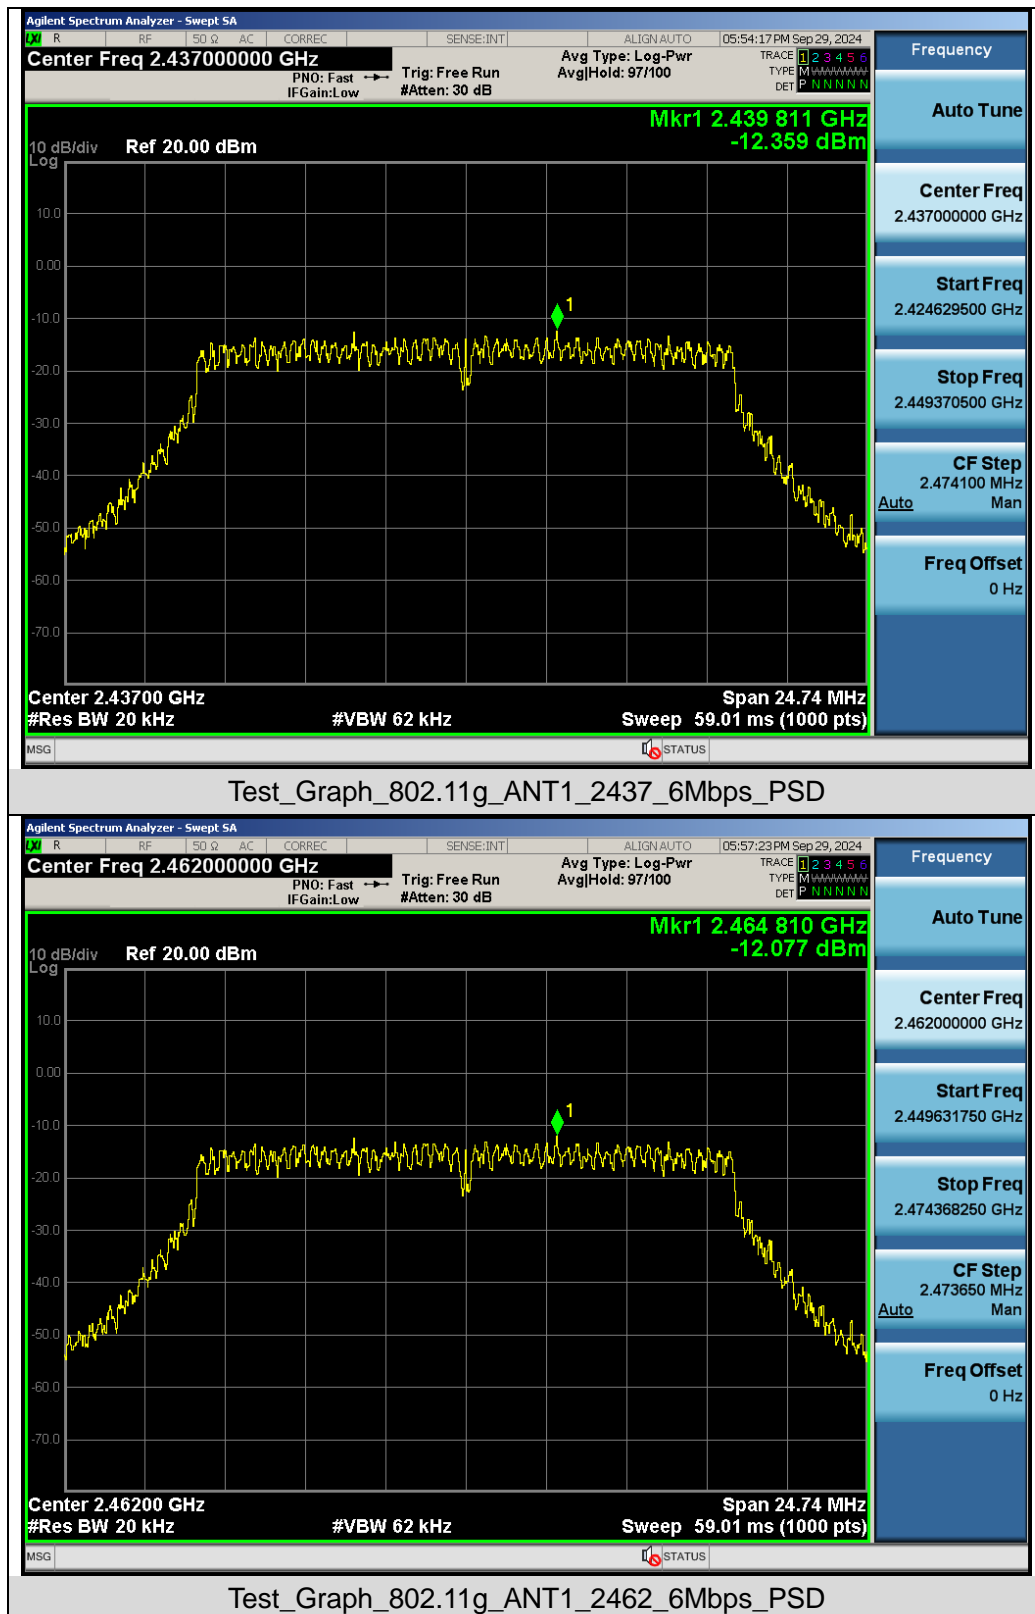 Agilent Spectrum Analyzer - Swept SA
LXI R RF 50 Ω AC CORREC SENSE:INT ALIGN AUTO 05:54:17 PM Sep 29, 2024
Center Freq 2.437000000 GHz
PNO: Fast
IFGain:Low
Trig: Free Run
#Atten: 30 dB
Avg Type: Log-Pwr
Avg|Hold: 97/100
TRACE 1 2 3 4 5 6
TYPE M
DET P N N N N N
Frequency
Mkr1 2.439 811 GHz
-12.359 dBm
10 dB/div Ref 20.00 dBm
Log
10.0
0.00
-10.0
-20.0
-30.0
-40.0
-50.0
-60.0
-70.0
1
Center 2.43700 GHz Span 24.74 MHz
#Res BW 20 kHz #VBW 62 kHz Sweep 59.01 ms (1000 pts)
Auto Tune
Center Freq
2.437000000 GHz
Start Freq
2.424629500 GHz
Stop Freq
2.449370500 GHz
CF Step
2.474100 MHz
Auto Man
Freq Offset
0 Hz
MSG STATUS
Test_Graph_802.11g_ANT1_2437_6Mbps_PSD
Agilent Spectrum Analyzer - Swept SA
LXI R RF 50 Ω AC CORREC SENSE:INT ALIGN AUTO 05:57:23 PM Sep 29, 2024
Center Freq 2.462000000 GHz
PNO: Fast
IFGain:Low
Trig: Free Run
#Atten: 30 dB
Avg Type: Log-Pwr
Avg|Hold: 97/100
TRACE 1 2 3 4 5 6
TYPE M
DET P N N N N N
Frequency
Mkr1 2.464 810 GHz
-12.077 dBm
10 dB/div Ref 20.00 dBm
Log
10.0
0.00
-10.0
-20.0
-30.0
-40.0
-50.0
-60.0
-70.0
1
Center 2.46200 GHz Span 24.74 MHz
#Res BW 20 kHz #VBW 62 kHz Sweep 59.01 ms (1000 pts)
Auto Tune
Center Freq
2.462000000 GHz
Start Freq
2.449631750 GHz
Stop Freq
2.474368250 GHz
CF Step
2.473650 MHz
Auto Man
Freq Offset
0 Hz
MSG STATUS
Test_Graph_802.11g_ANT1_2462_6Mbps_PSD